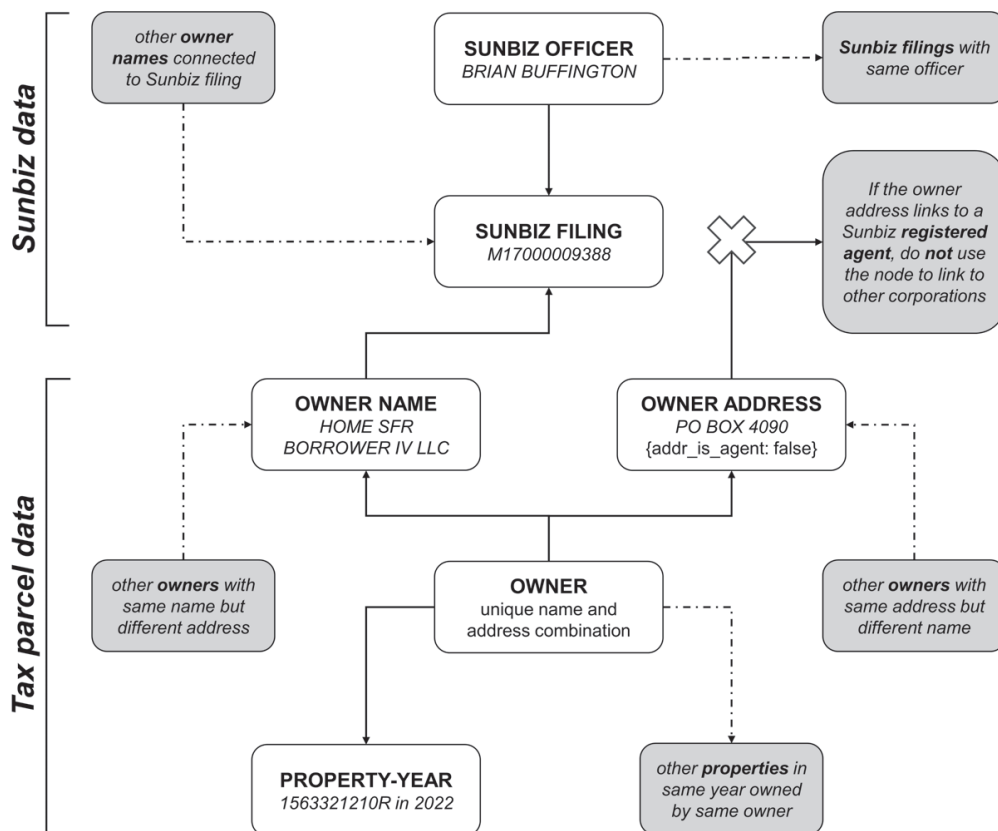 Sunbiz data
other owner
names connected
to Sunbiz filing
SUNBIZ OFFICER
BRIAN BUFFINGTON
Sunbiz filings with
same officer
SUNBIZ FILING
M17000009388
If the owner
address links to a
Sunbiz registered
agent, do not use
the node to link to
other corporations
Tax parcel data
OWNER NAME
HOME SFR
BORROWER IV LLC
OWNER ADDRESS
PO BOX 4090
{addr_is_agent: false}
other owners with
same name but
different address
OWNER
unique name and
address combination
other owners with
same address but
different name
PROPERTY-YEAR
1563321210R in 2022
other properties in
same year owned
by same owner